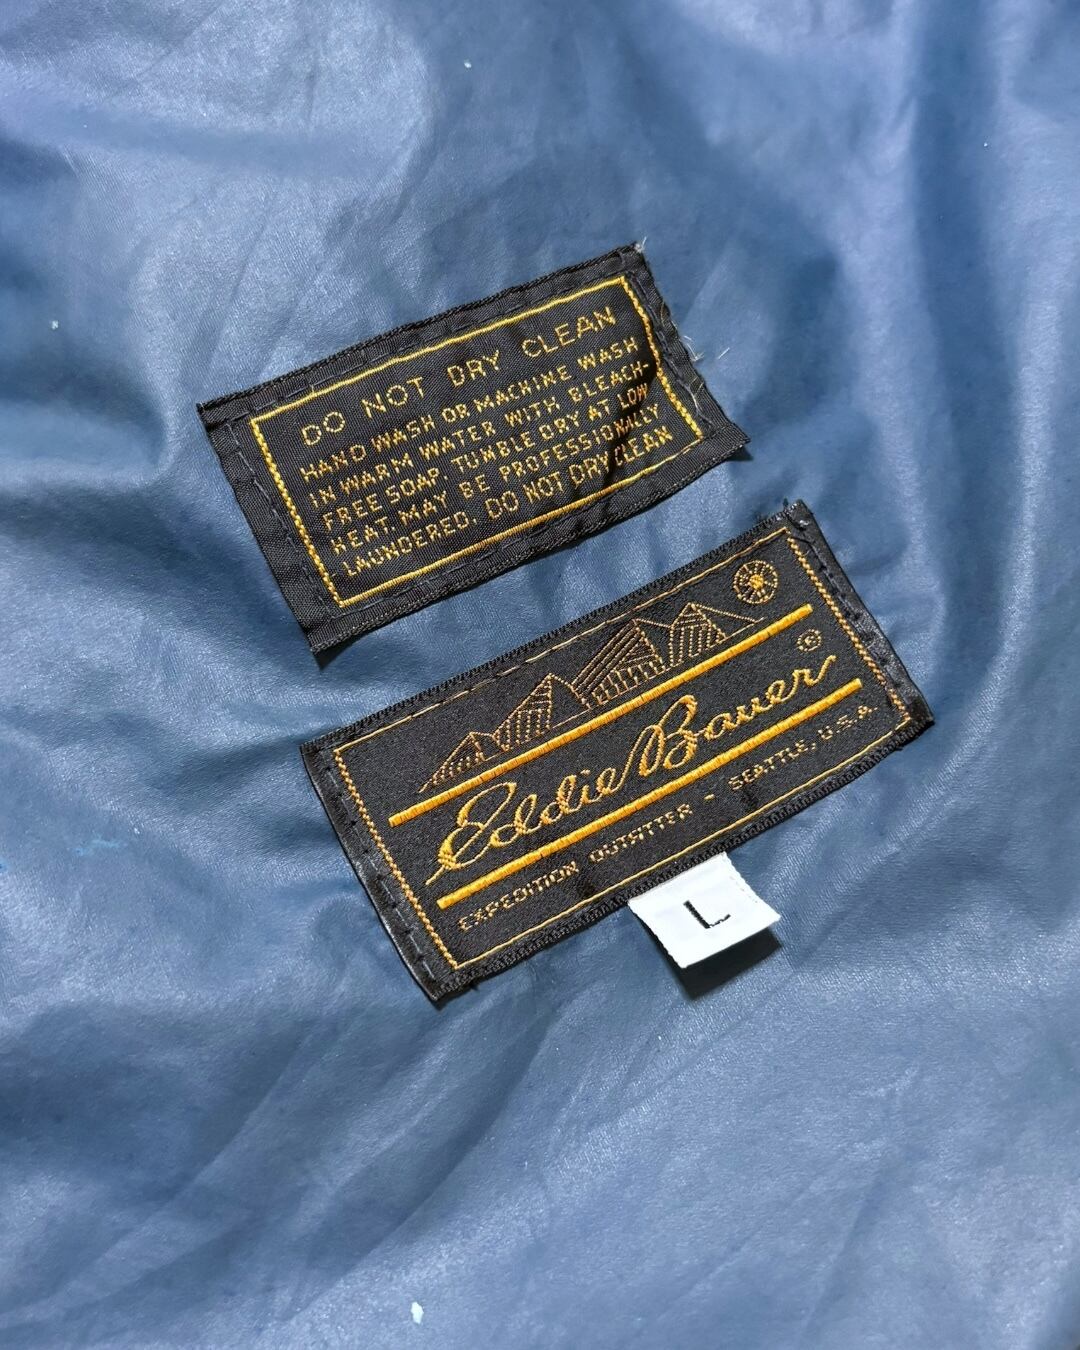 DO NOT DRY CLEAN
HAND WASH OR MACHINE WASH
IN WARM WATER WITH BLEACH-
FREE SOAP. TUMBLE DRY AT LOW
HEAT. MAY BE PROFESSIONALLY
LAUNDERED. DO NOT DRY CLEAN
Eddie Bauer ®
EXPEDITION OUTFITTER - SEATTLE, U.S.A.
L